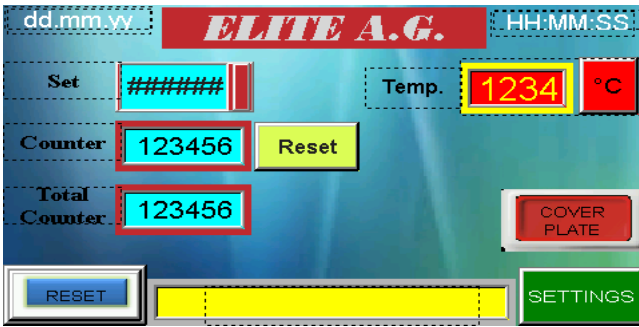 dd.mm.yy
ELITE A.G.
HH:MM:SS
Set
######
Temp.
1234
°C
Counter
123456
Reset
Total
Counter
123456
COVER
PLATE
RESET
SETTINGS